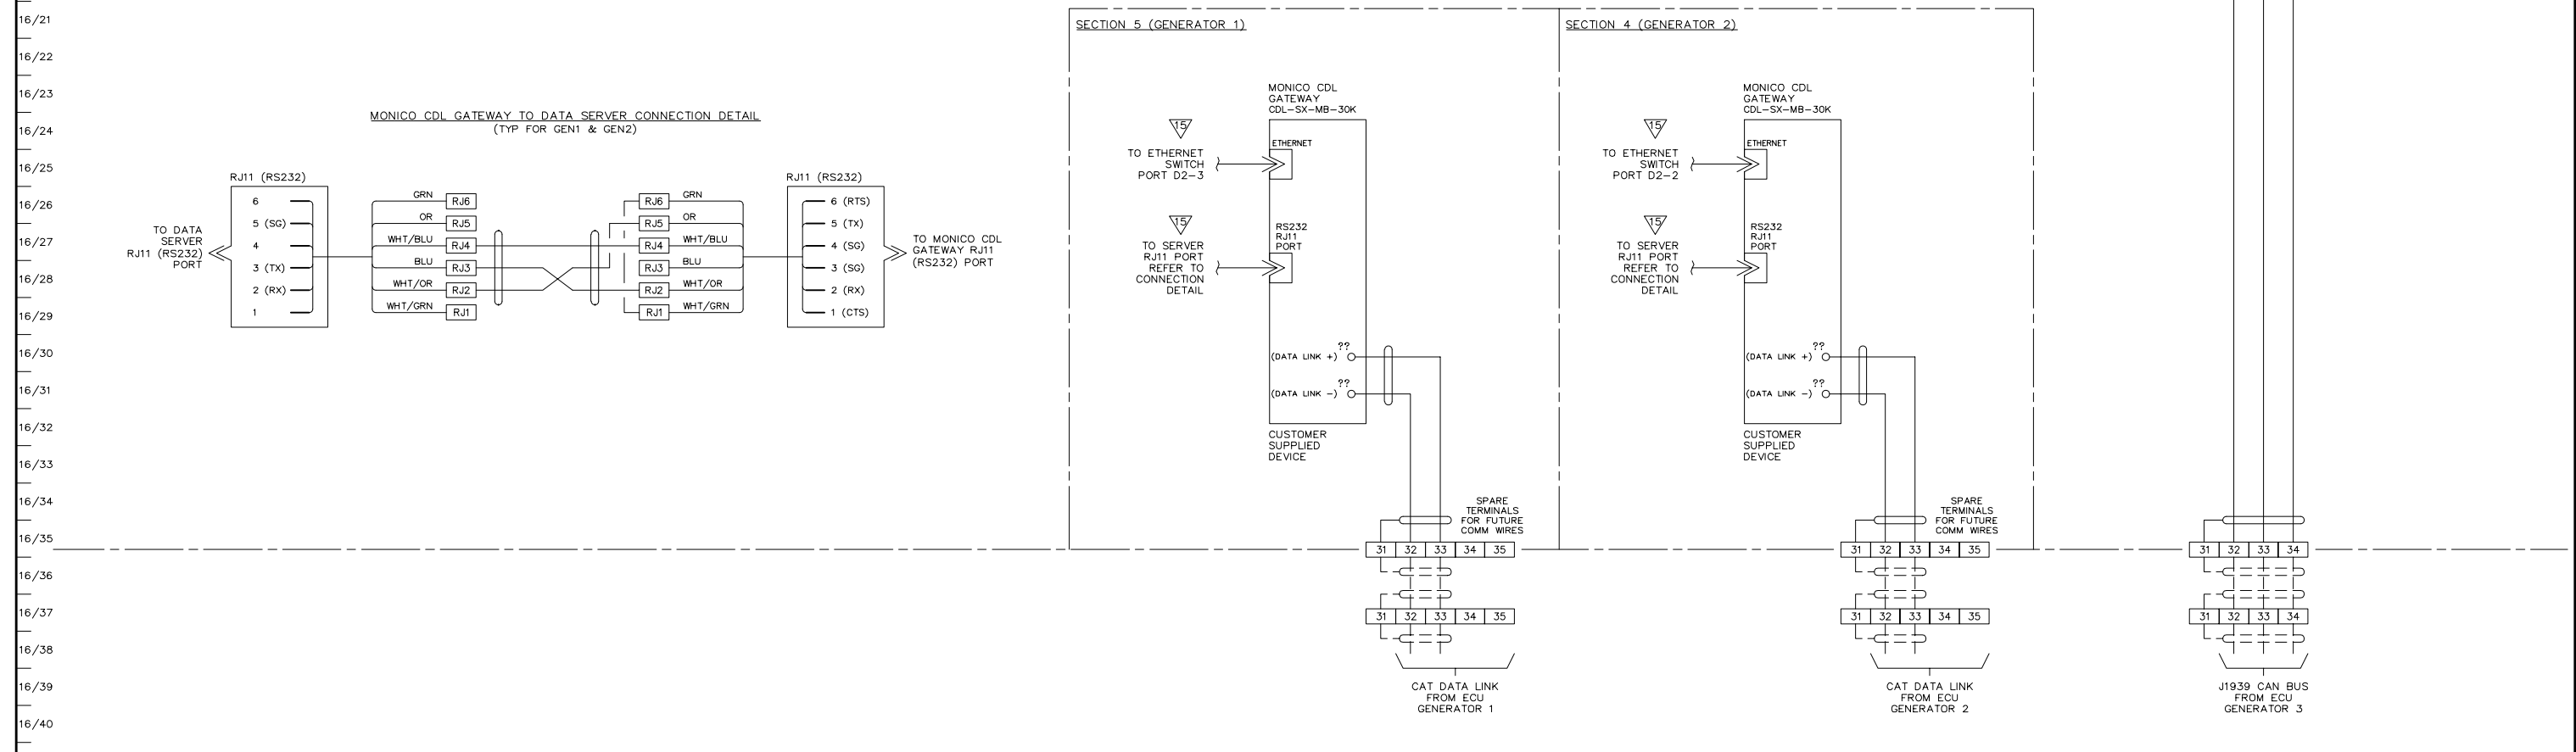 16/21
16/22
16/23
16/24
16/25
16/26
16/27
16/28
16/29
16/30
16/31
16/32
16/33
16/34
16/35
16/36
16/37
16/38
16/39
16/40
MONICO CDL GATEWAY TO DATA SERVER CONNECTION DETAIL
(TYP FOR GEN1 & GEN2)
TO DATA
SERVER
RJ11 (RS232)
PORT
RJ11 (RS232)
6
5 (SG)
4
3 (TX)
2 (RX)
1
GRN RJ6
OR RJ5
WHT/BLU RJ4
BLU RJ3
WHT/OR RJ2
WHT/GRN RJ1
RJ6 GRN
RJ5 OR
RJ4 WHT/BLU
RJ3 BLU
RJ2 WHT/OR
RJ1 WHT/GRN
RJ11 (RS232)
6 (RTS)
5 (TX)
4 (SG)
3 (SG)
2 (RX)
1 (CTS)
TO MONICO CDL
GATEWAY RJ11
(RS232) PORT
SECTION 5 (GENERATOR 1)
MONICO CDL
GATEWAY
CDL-SX-MB-30K
15
TO ETHERNET
SWITCH
PORT D2-3
ETHERNET
15
TO SERVER
RJ11 PORT
REFER TO
CONNECTION
DETAIL
RS232
RJ11
PORT
(DATA LINK +) ??
(DATA LINK -) ??
CUSTOMER
SUPPLIED
DEVICE
SPARE
TERMINALS
FOR FUTURE
COMM WIRES
31 32 33 34 35
31 32 33 34 35
CAT DATA LINK
FROM ECU
GENERATOR 1
SECTION 4 (GENERATOR 2)
MONICO CDL
GATEWAY
CDL-SX-MB-30K
15
TO ETHERNET
SWITCH
PORT D2-2
ETHERNET
15
TO SERVER
RJ11 PORT
REFER TO
CONNECTION
DETAIL
RS232
RJ11
PORT
(DATA LINK +) ??
(DATA LINK -) ??
CUSTOMER
SUPPLIED
DEVICE
SPARE
TERMINALS
FOR FUTURE
COMM WIRES
31 32 33 34 35
31 32 33 34 35
CAT DATA LINK
FROM ECU
GENERATOR 2
31 32 33 34
31 32 33 34
J1939 CAN BUS
FROM ECU
GENERATOR 3